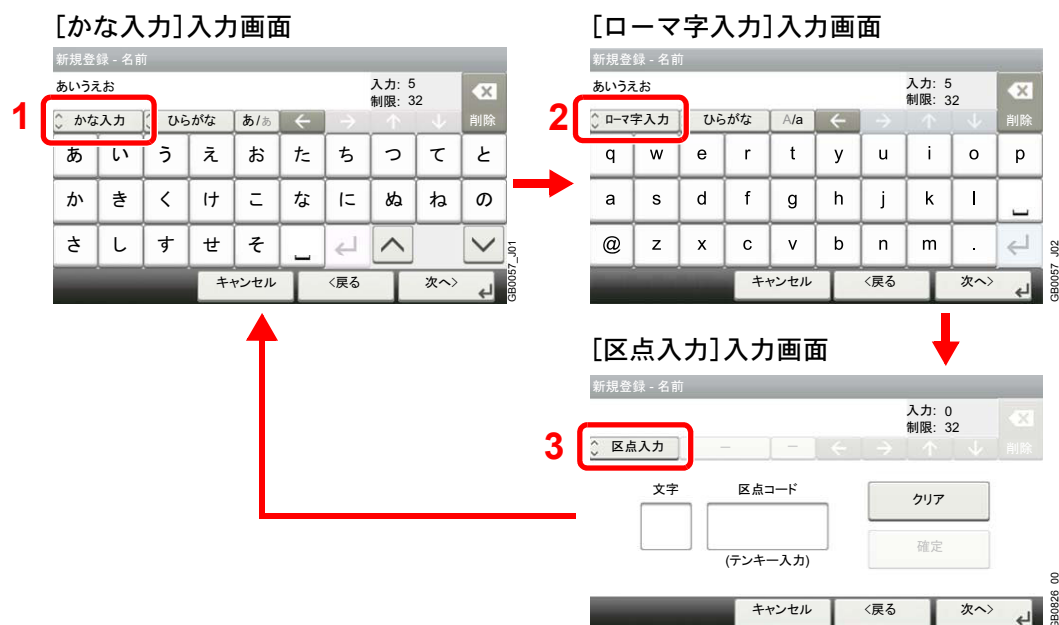 [かな入力]入力画面
新規登録 - 名前
あいうえお
入力: 5
制限: 32
1
かな入力 ひらがな あ/ぁ ← → ↑ ↓ 削除
あ い う え お た ち つ て と
か き く け こ な に ぬ ね の
さ し す せ そ
キャンセル <戻る 次へ>
GB0057_J01
[ローマ字入力]入力画面
新規登録 - 名前
あいうえお
入力: 5
制限: 32
2
ローマ字入力 ひらがな A/a ← → ↑ ↓ 削除
q w e r t y u i o p
a s d f g h j k l
@ z x c v b n m .
キャンセル <戻る 次へ>
GB0057_J02
[区点入力]入力画面
新規登録 - 名前
入力: 0
制限: 32
3
区点入力 － － ← → ↑ ↓ 削除
文字 区点コード
クリア
確定
(テンキー入力)
キャンセル <戻る 次へ>
GB0826_00